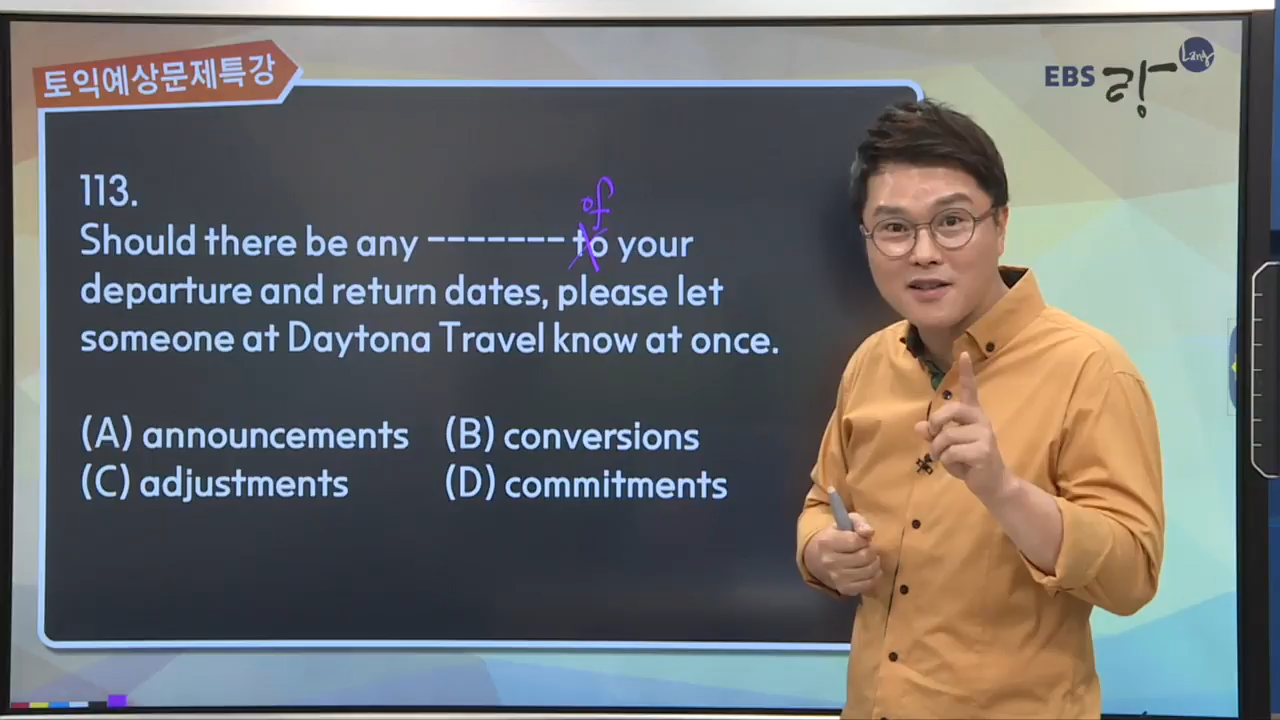 토익예상문제특강
EBS 랑 Lang
113.
of
Should there be any ------- to your
departure and return dates, please let
someone at Daytona Travel know at once.
(A) announcements (B) conversions
(C) adjustments (D) commitments